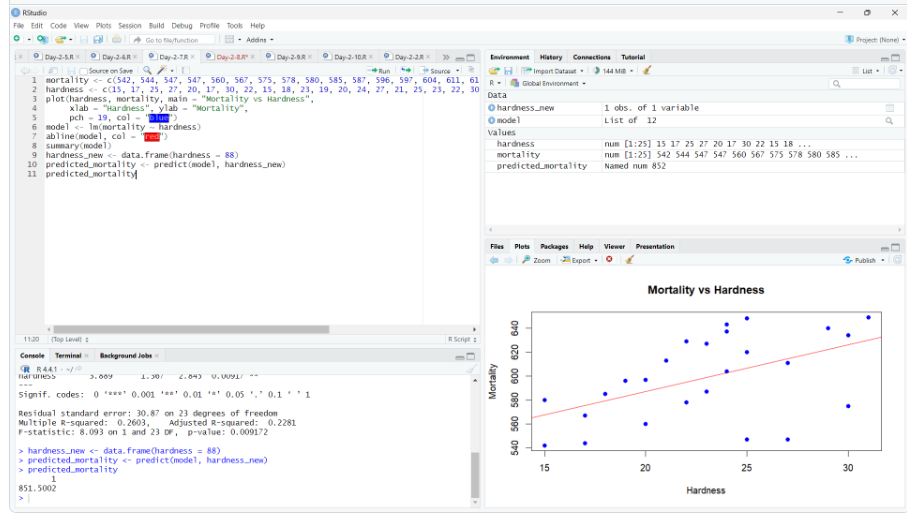 RStudio
File Edit Code View Plots Session Build Debug Profile Tools Help
Go to file/function Addins
Project: (None)
Day-2-5.R Day-2-6.R Day-2-7.R Day-2-8.R* Day-2-9.R Day-2-10.R Day-2-2.R
Source on Save Run Source
1 mortality <- c(542, 544, 547, 547, 560, 567, 575, 578, 580, 585, 587, 596, 597, 604, 611, 61
2 hardness <- c(15, 17, 25, 27, 20, 17, 30, 22, 15, 18, 23, 19, 20, 24, 27, 21, 25, 23, 22, 30
3 plot(hardness, mortality, main = "Mortality vs Hardness",
4 xlab = "Hardness", ylab = "Mortality",
5 pch = 19, col = "blue")
6 model <- lm(mortality ~ hardness)
7 abline(model, col = "red")
8 summary(model)
9 hardness_new <- data.frame(hardness = 88)
10 predicted_mortality <- predict(model, hardness_new)
11 predicted_mortality
11:20 (Top Level) R Script
Console Terminal Background Jobs
R 4.4.1 · ~/
hardness 3.889 1.367 2.845 0.00917 **
---
Signif. codes: 0 '***' 0.001 '**' 0.01 '*' 0.05 '.' 0.1 ' ' 1
Residual standard error: 30.87 on 23 degrees of freedom
Multiple R-squared: 0.2603, Adjusted R-squared: 0.2281
F-statistic: 8.093 on 1 and 23 DF, p-value: 0.009172
> hardness_new <- data.frame(hardness = 88)
> predicted_mortality <- predict(model, hardness_new)
> predicted_mortality
1
851.5002
>
Environment History Connections Tutorial
Import Dataset 144 MiB List
R Global Environment
Data
hardness_new 1 obs. of 1 variable
model List of 12
Values
hardness num [1:25] 15 17 25 27 20 17 30 22 15 18 ...
mortality num [1:25] 542 544 547 547 560 567 575 578 580 585 ...
predicted_mortality Named num 852
Files Plots Packages Help Viewer Presentation
Zoom Export Publish
Mortality vs Hardness
Mortality
640
620
600
580
560
540
15 20 25 30
Hardness